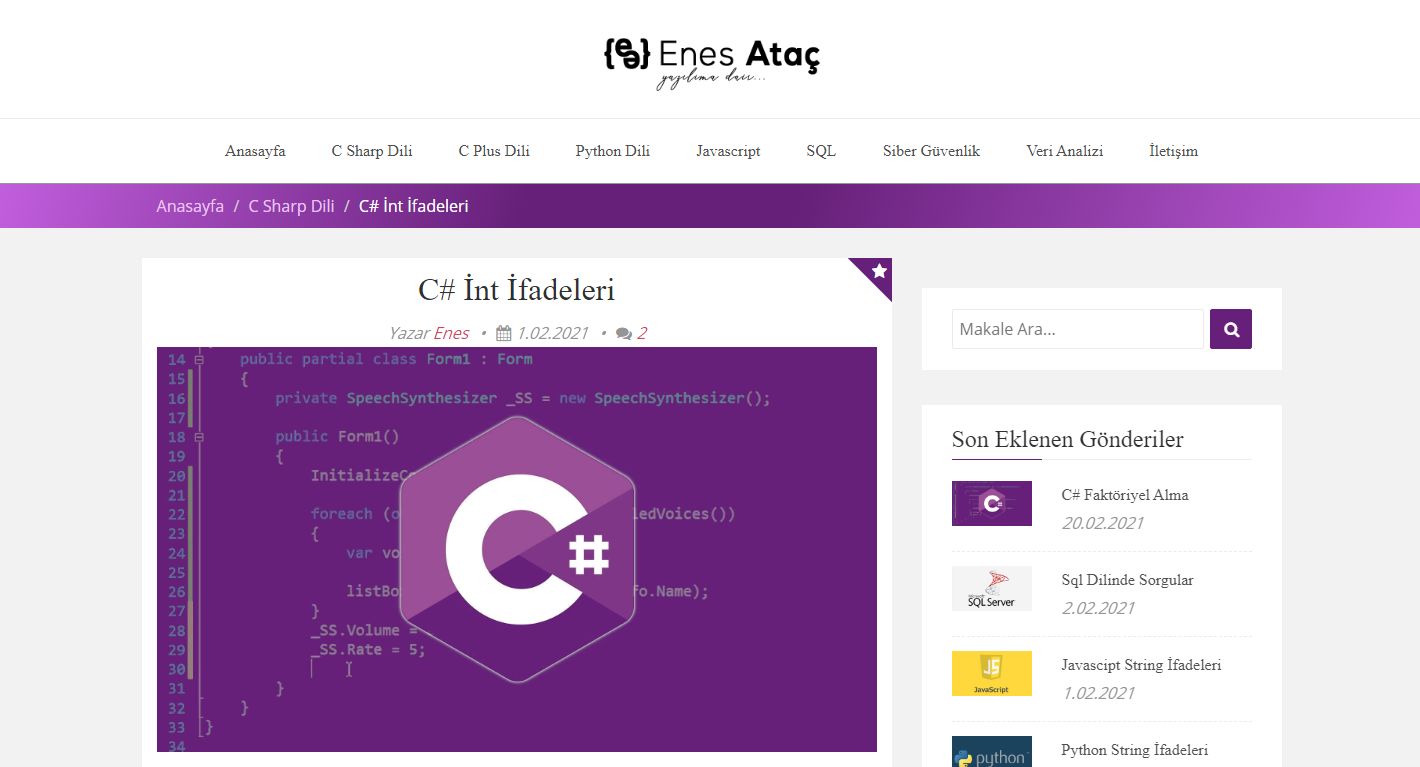 {ee} Enes Ataç
yazılıma dair...
Anasayfa C Sharp Dili C Plus Dili Python Dili Javascript SQL Siber Güvenlik Veri Analizi İletişim
Anasayfa / C Sharp Dili / C# İnt İfadeleri
C# İnt İfadeleri
Yazar Enes • 1.02.2021 • 2
14 public partial class Form1 : Form
15 {
16 private SpeechSynthesizer _SS = new SpeechSynthesizer();
17
18 public Form1()
19 {
20 InitializeCo
21
22 foreach (o ledVoices())
23 {
24 var vo
25
26 listBo fo.Name);
27 }
28 _SS.Volume =
29 _SS.Rate = 5;
30
31 }
32 }
33 }
34
C#
Makale Ara...
Son Eklenen Gönderiler
C# Faktöriyel Alma
20.02.2021
Microsoft
SQL Server
Sql Dilinde Sorgular
2.02.2021
JS
JavaScript
Javascipt String İfadeleri
1.02.2021
python
Python String İfadeleri